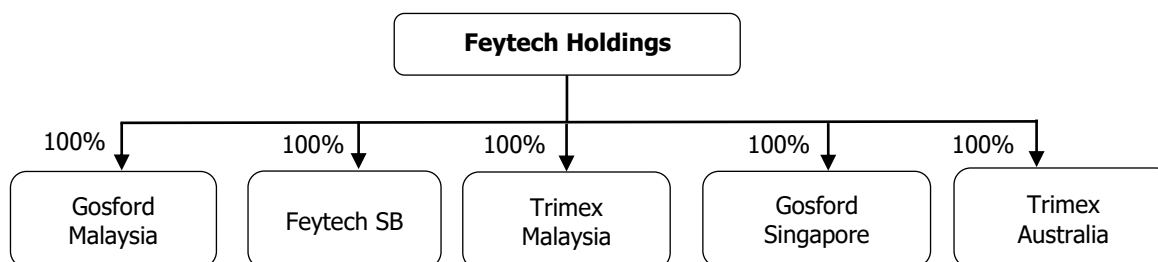 Feytech Holdings
100%
100%
100%
100%
100%
Gosford
Malaysia
Feytech SB
Trimex
Malaysia
Gosford
Singapore
Trimex
Australia